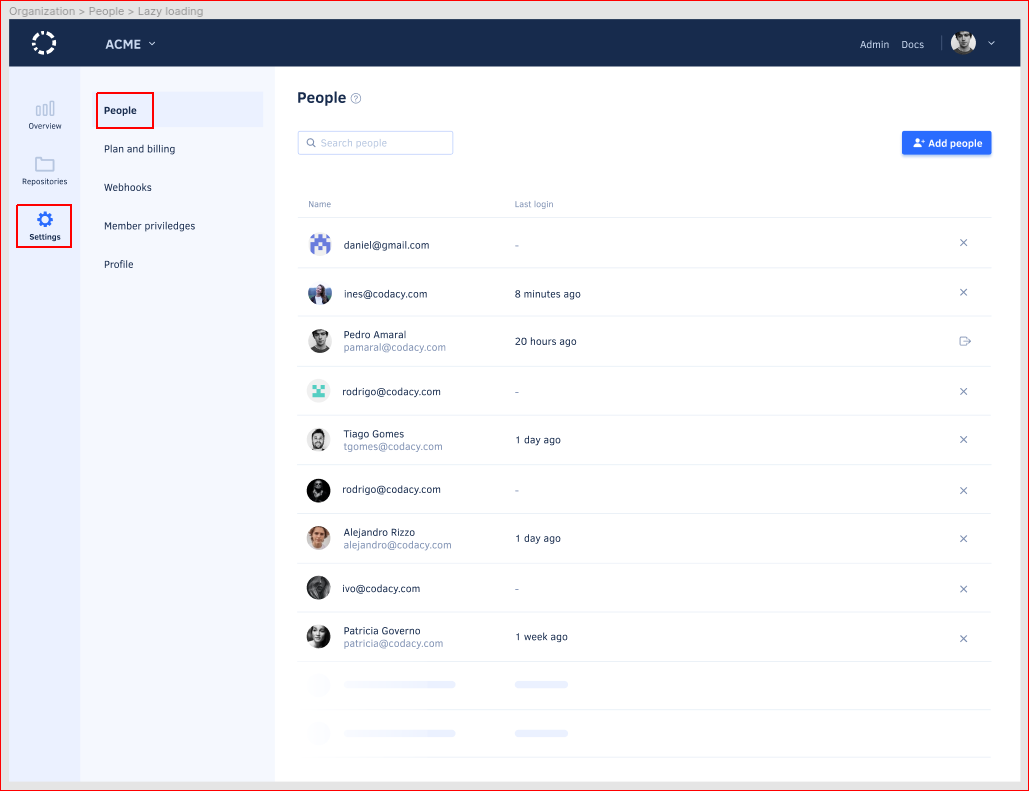 Organization > People > Lazy loading
ACME
Admin
Docs
Overview
Repositories
Settings
People
Plan and billing
Webhooks
Member priviledges
Profile
People ?
Search people
Add people
Name
Last login
daniel@gmail.com
-
ines@codacy.com
8 minutes ago
Pedro Amaral
pamaral@codacy.com
20 hours ago
rodrigo@codacy.com
-
Tiago Gomes
tgomes@codacy.com
1 day ago
rodrigo@codacy.com
-
Alejandro Rizzo
alejandro@codacy.com
1 day ago
ivo@codacy.com
-
Patricia Governo
patricia@codacy.com
1 week ago